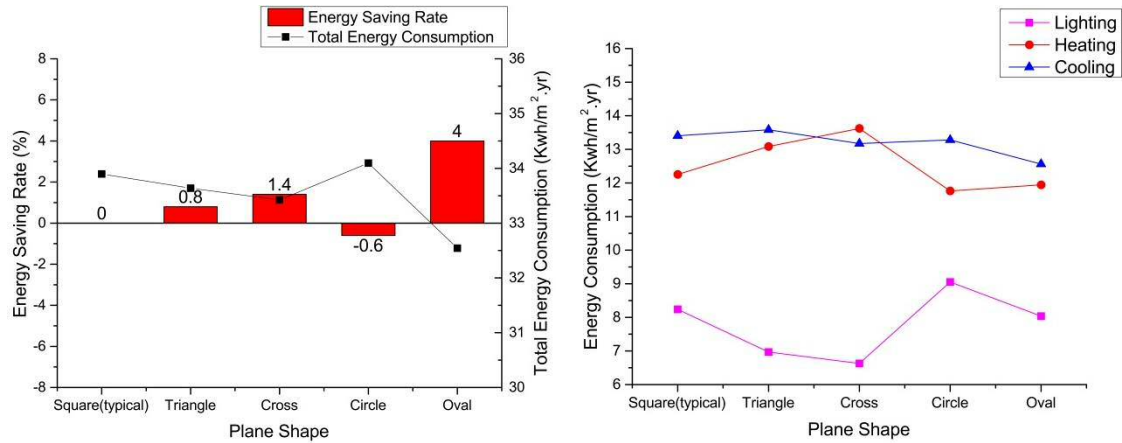 Energy Saving Rate
Total Energy Consumption
8
6
4
2
0
-2
-4
-6
-8
Energy Saving Rate (%)
0
0.8
1.4
-0.6
4
36
35
34
33
32
31
30
Total Energy Consumption (Kwh/m².yr)
Square(typical) Triangle Cross Circle Oval
Plane Shape
Lighting
Heating
Cooling
16
15
14
13
12
11
10
9
8
7
6
Energy Consumption (Kwh/m².yr)
Square(typical) Triangle Cross Circle Oval
Plane Shape